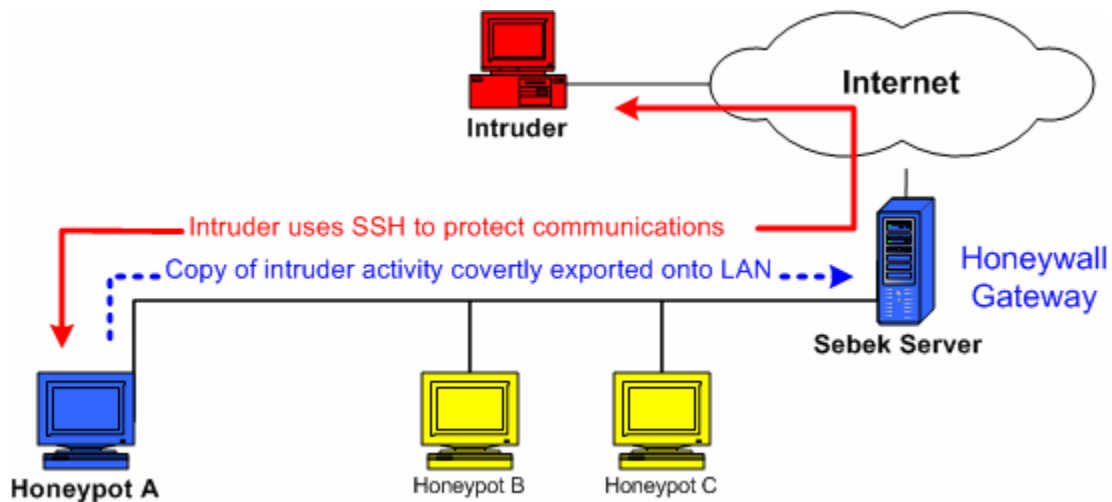 Internet
Intruder
Intruder uses SSH to protect communications
Copy of intruder activity covertly exported onto LAN
Honeywall
Gateway
Sebek Server
Honeypot A
Honeypot B
Honeypot C